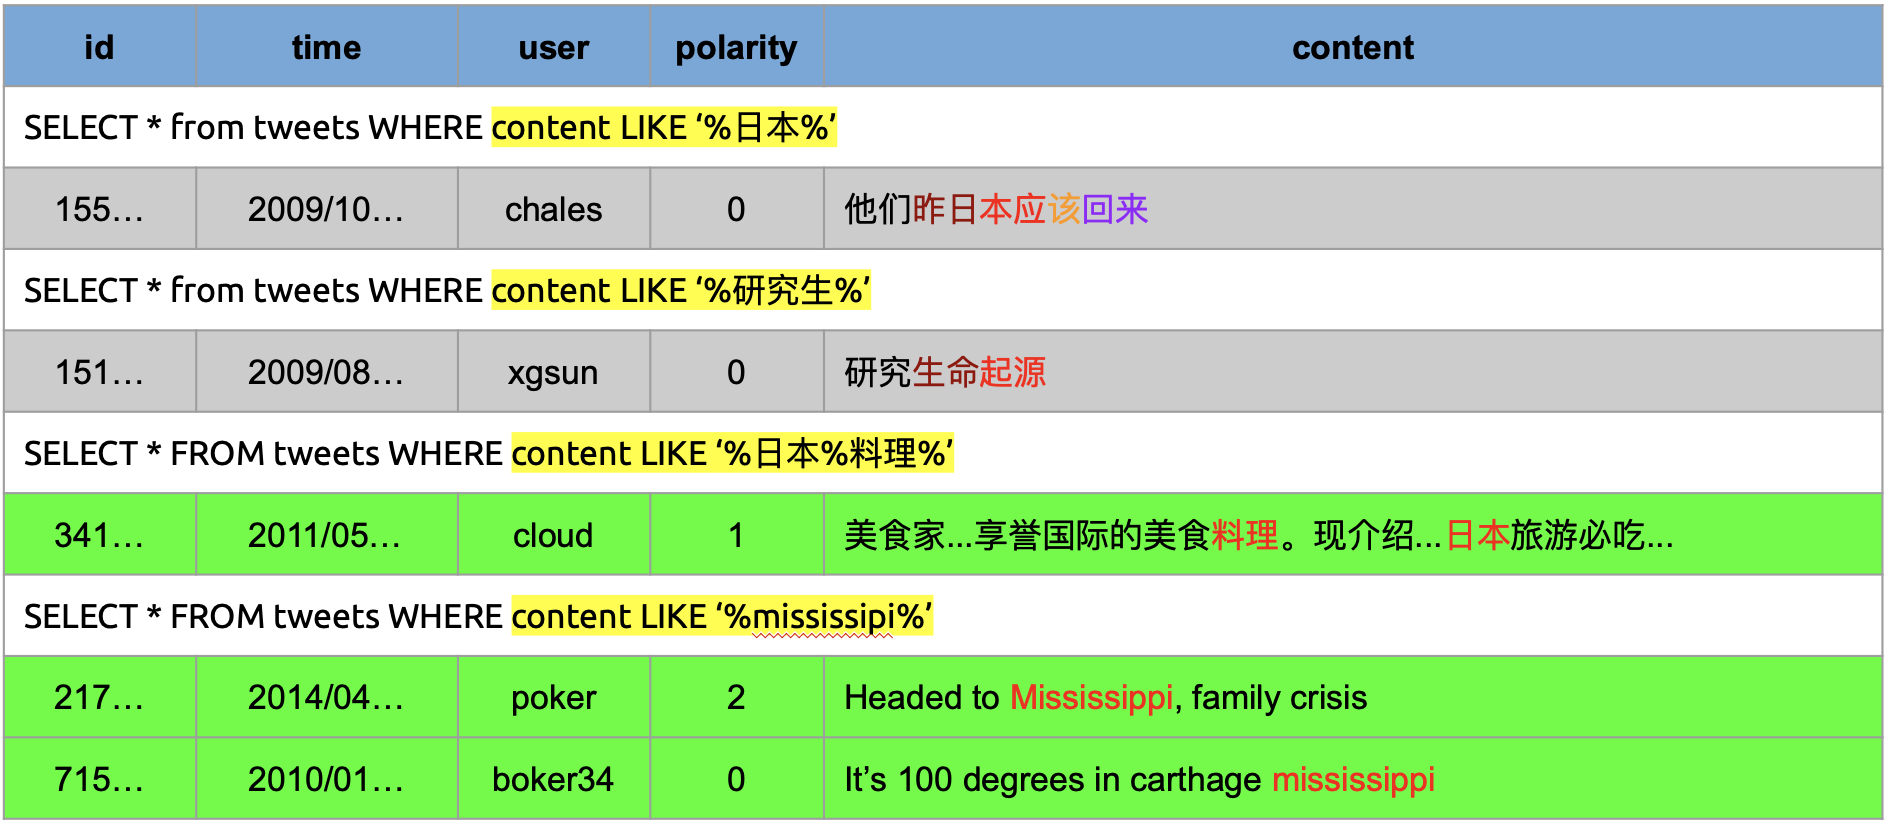 id time user polarity content
SELECT * from tweets WHERE content LIKE ‘%日本%’
155... 2009/10... chales 0 他们昨日本应该回来
SELECT * from tweets WHERE content LIKE ‘%研究生%’
151... 2009/08... xgsun 0 研究生命起源
SELECT * FROM tweets WHERE content LIKE ‘%日本%料理%’
341... 2011/05... cloud 1 美食家...享誉国际的美食料理。现介绍...日本旅游必吃...
SELECT * FROM tweets WHERE content LIKE ‘%mississipi%’
217... 2014/04... poker 2 Headed to Mississippi, family crisis
715... 2010/01... boker34 0 It’s 100 degrees in carthage mississippi